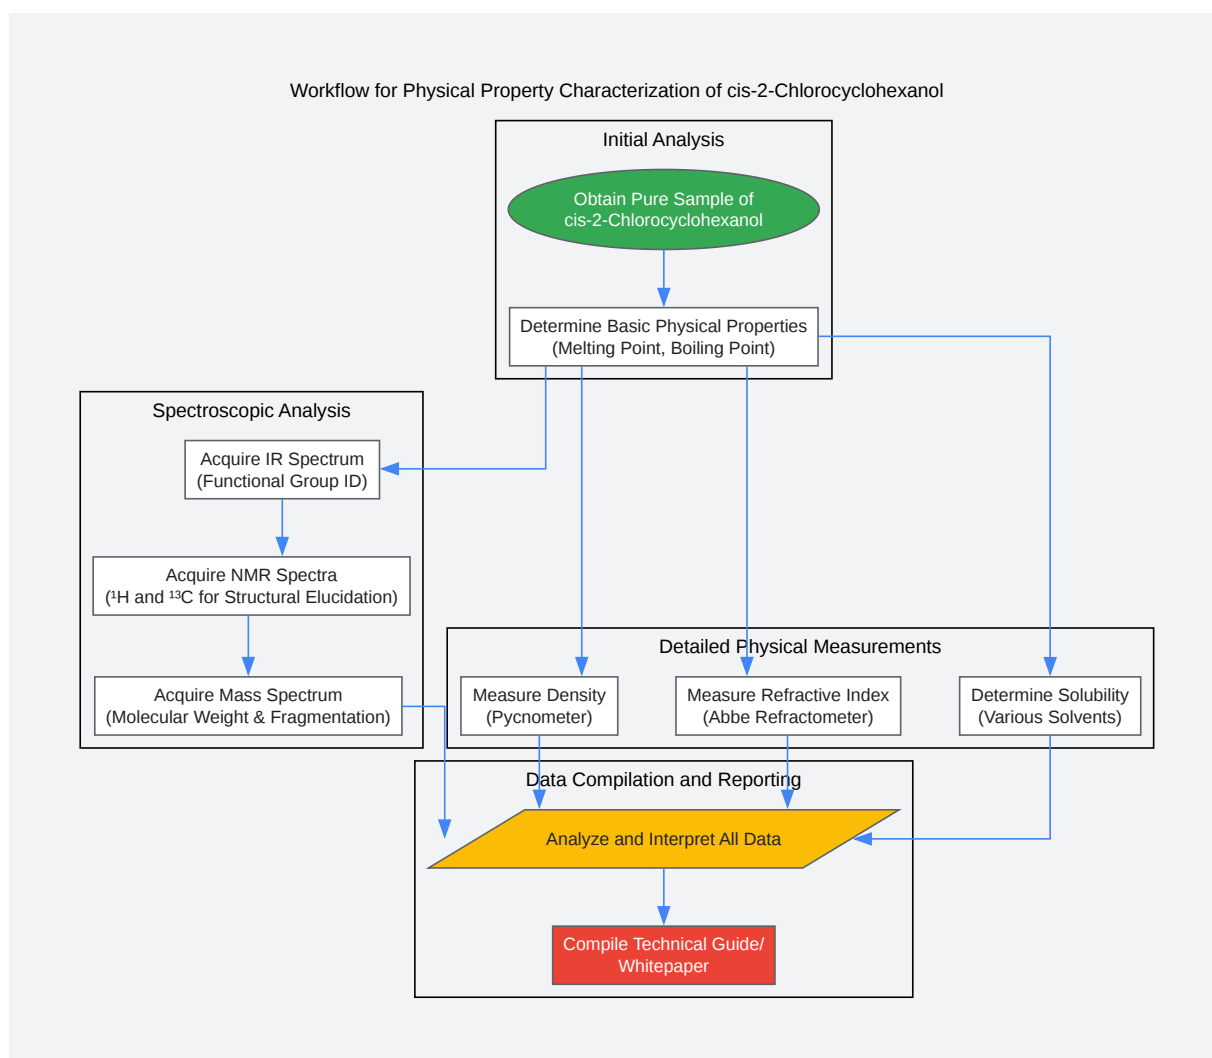 Workflow for Physical Property Characterization of cis-2-Chlorocyclohexanol
Initial Analysis
Obtain Pure Sample of
cis-2-Chlorocyclohexanol
Determine Basic Physical Properties
(Melting Point, Boiling Point)
Spectroscopic Analysis
Acquire IR Spectrum
(Functional Group ID)
Acquire NMR Spectra
(¹H and ¹³C for Structural Elucidation)
Acquire Mass Spectrum
(Molecular Weight & Fragmentation)
Detailed Physical Measurements
Measure Density
(Pycnometer)
Measure Refractive Index
(Abbe Refractometer)
Determine Solubility
(Various Solvents)
Data Compilation and Reporting
Analyze and Interpret All Data
Compile Technical Guide/
Whitepaper